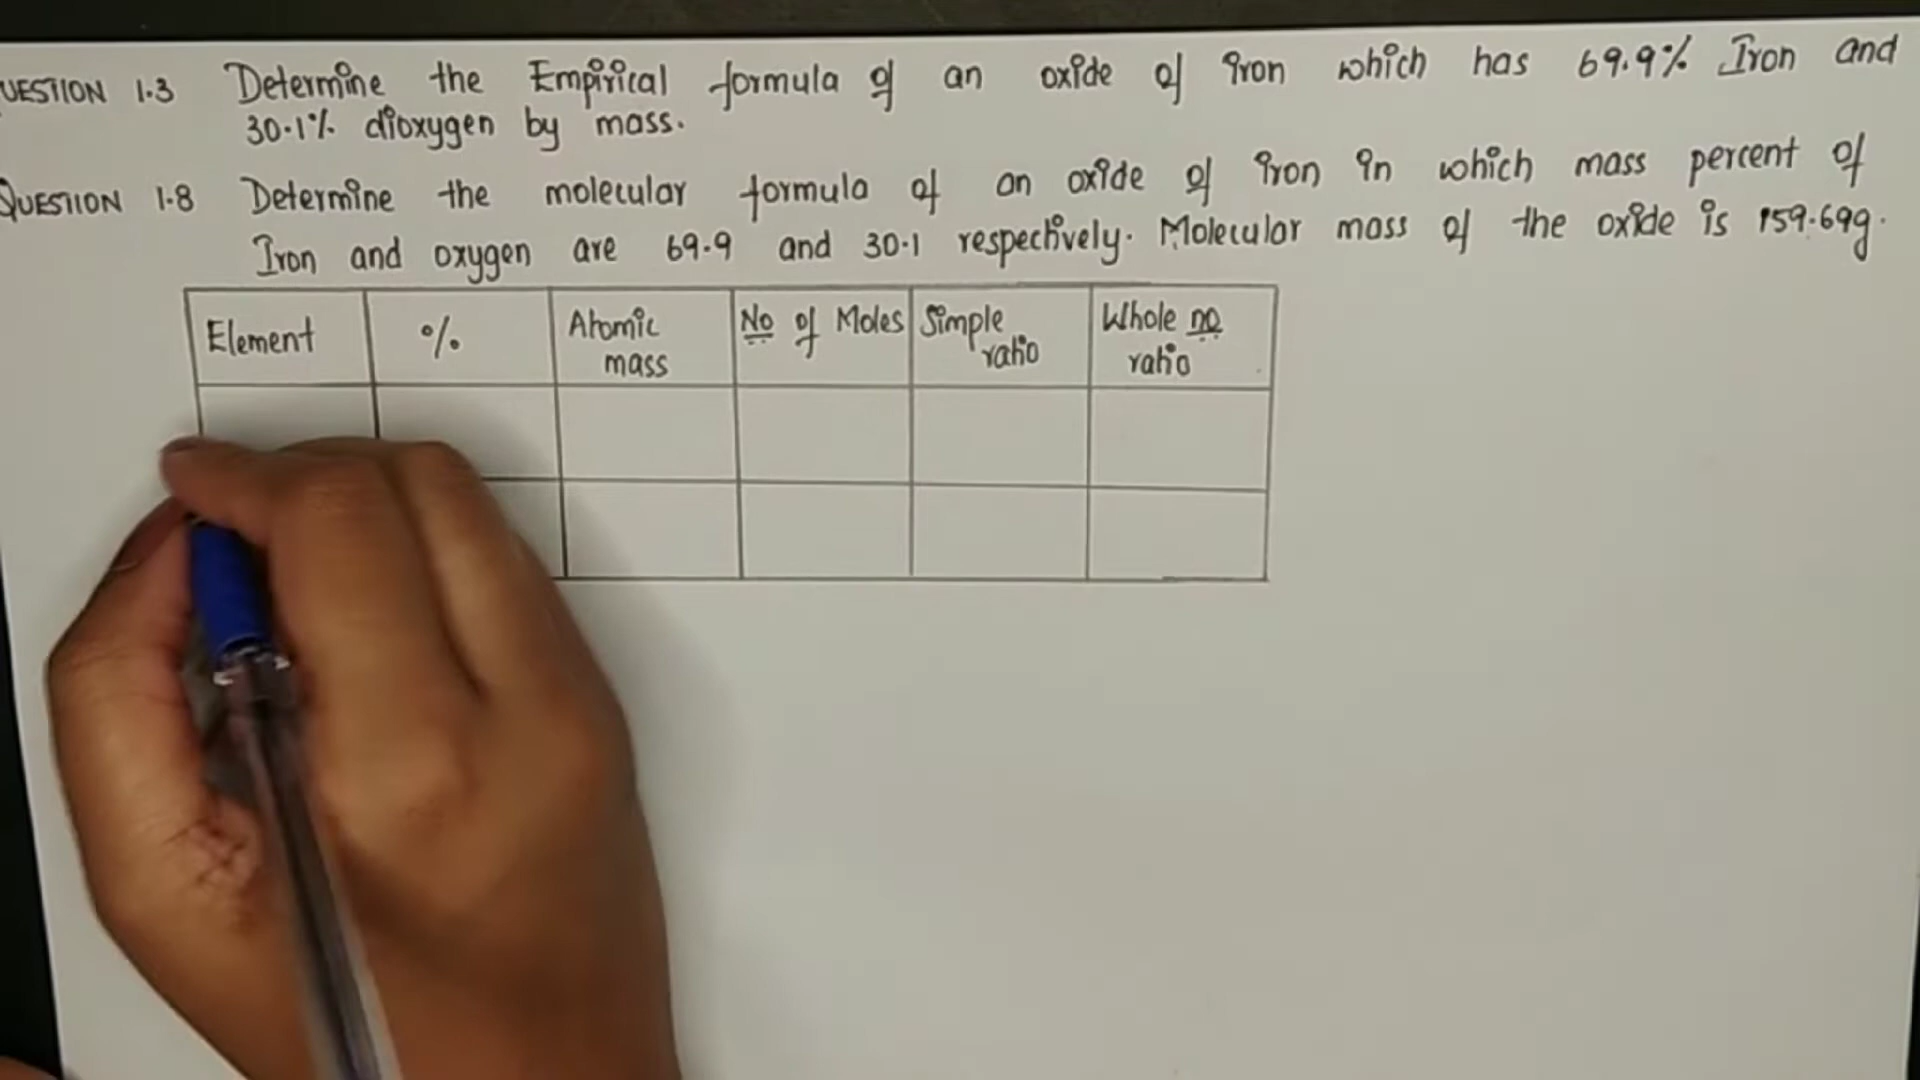 UESTION 1.3 Determine the Empirical formula of an oxide of iron which has 69.9% Iron and
30.1% dioxygen by mass.
QUESTION 1.8 Determine the molecular formula of an oxide of iron in which mass percent of
Iron and oxygen are 69.9 and 30.1 respectively. Molecular mass of the oxide is 159.69g.
Element % Atomic mass No of Moles Simple ratio Whole no ratio